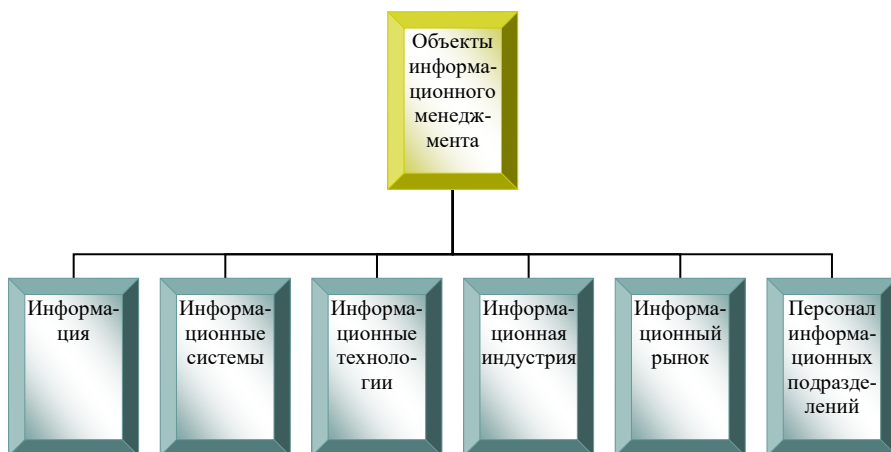 Объекты
информа-
ционного
менедж-
мента
Информа-
ция
Информа-
ционные
системы
Информа-
ционные
техноло-
гии
Информа-
ционная
индустрия
Информа-
ционный
рынок
Персонал
информа-
ционных
подразде-
лений